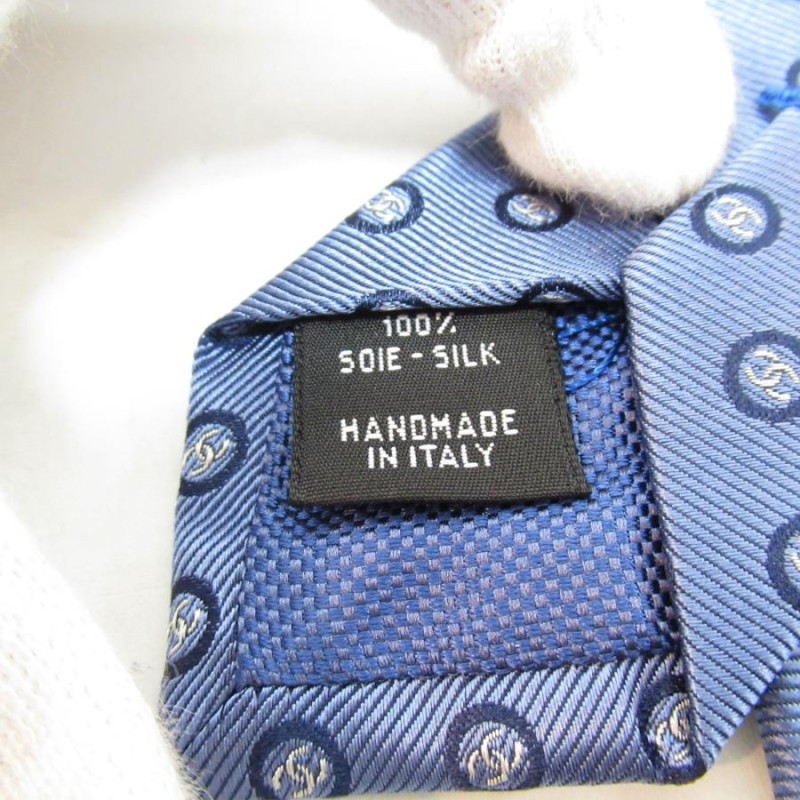 100%
SOIE - SILK
HANDMADE
IN ITALY